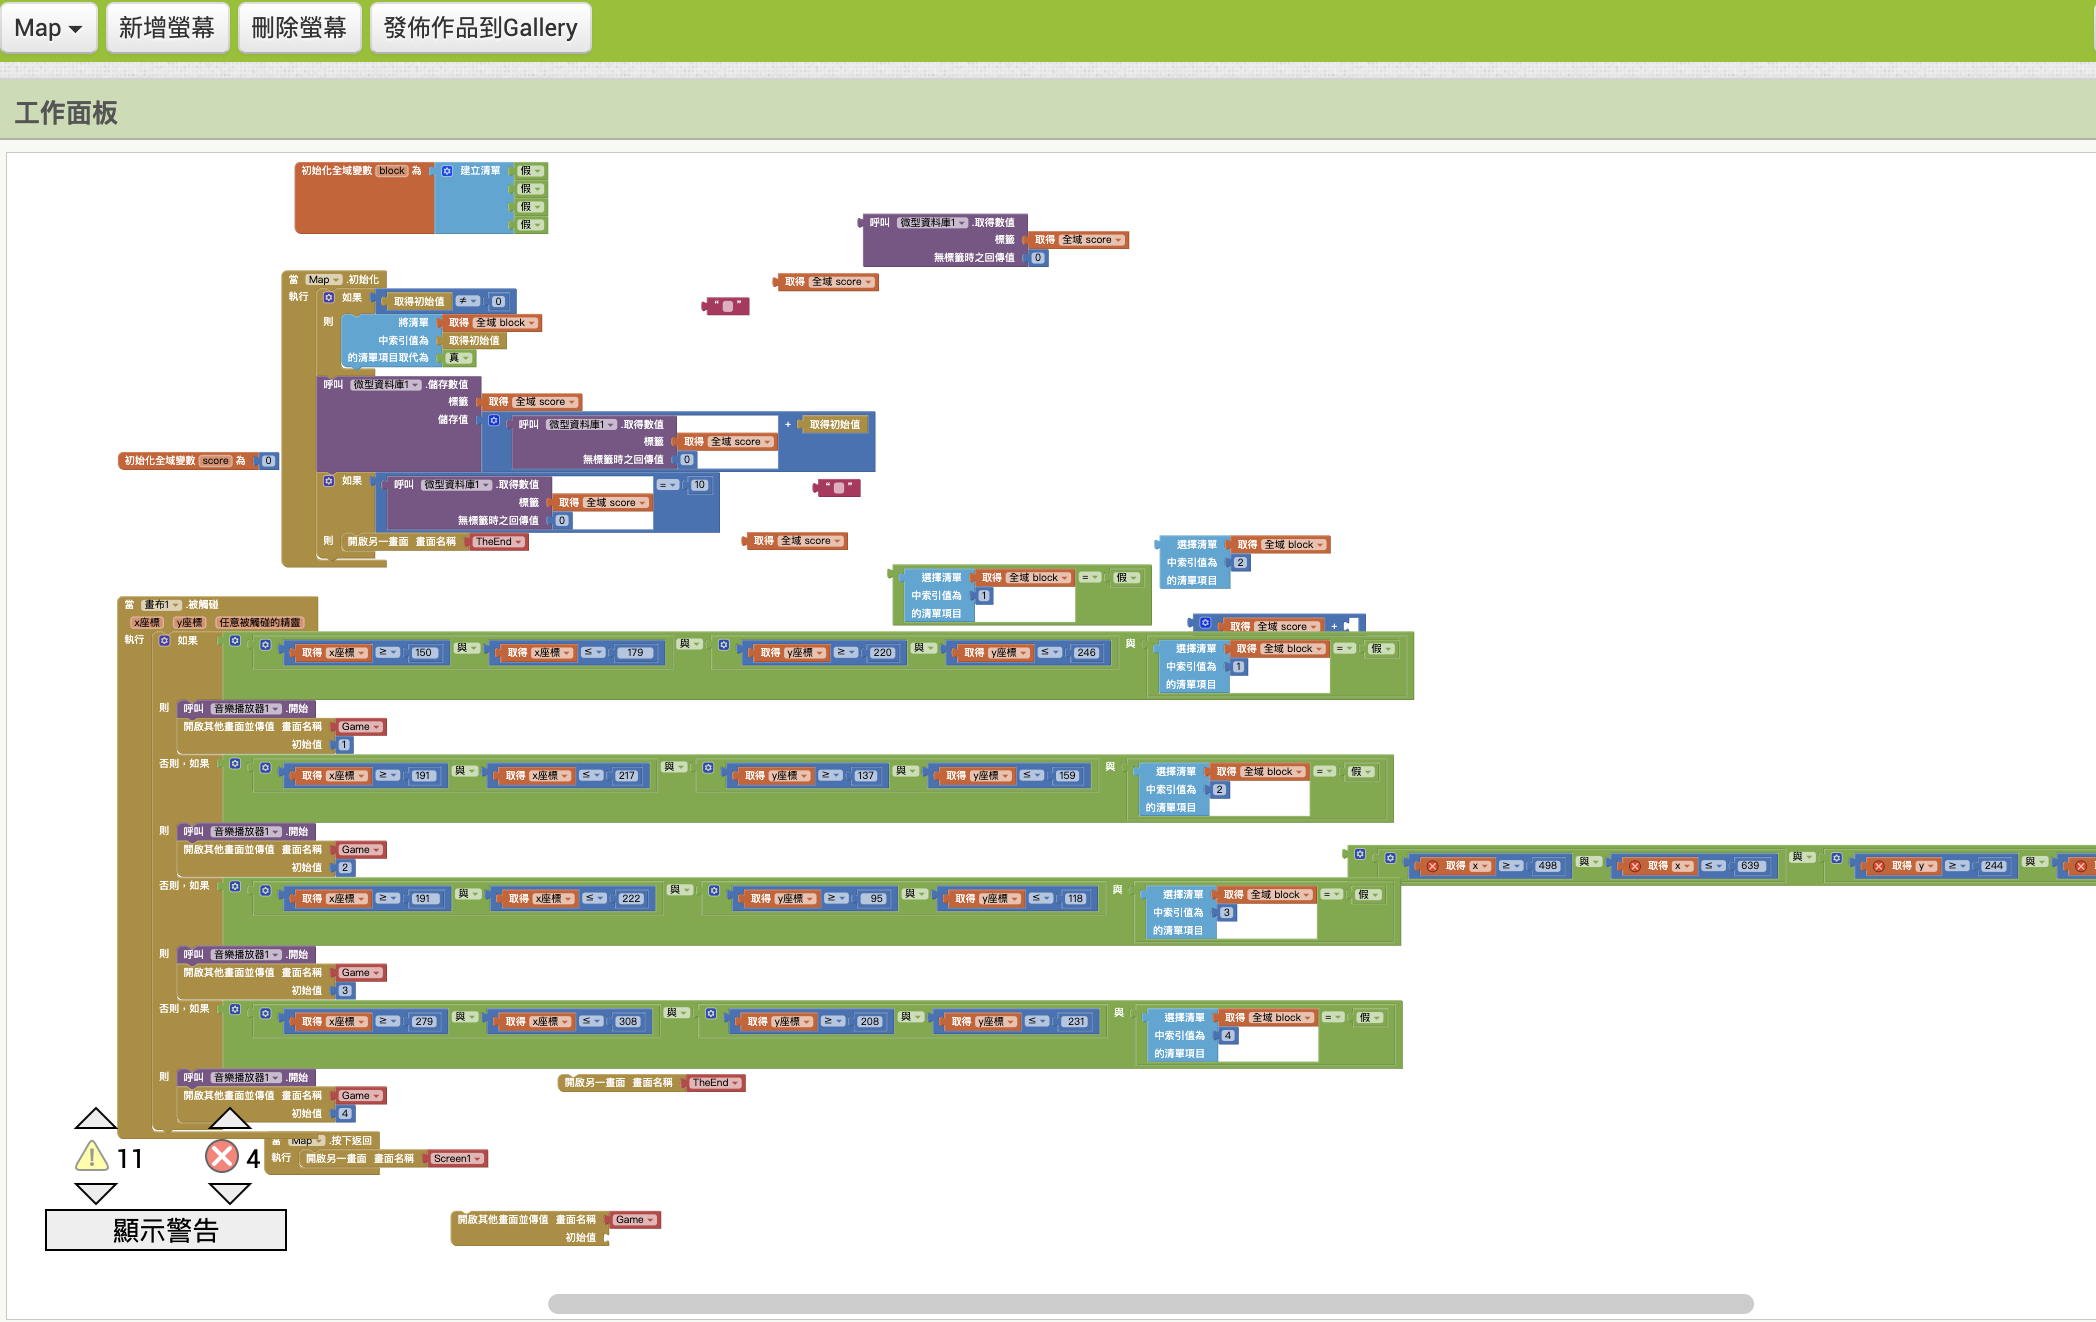 Map 新增螢幕 刪除螢幕 發佈作品到Gallery
工作面板
初始化全域變數 block 為 建立清單 假
假
假
假
呼叫 微型資料庫1 .取得數值
標籤 取得 全域 score
無標籤時之回傳值 0
取得 全域 score
" "
當 Map .初始化
執行 如果 取得初始值 ≠ 0
則 將清單 取得 全域 block
中索引值為 取得初始值
的清單項目取代為 真
呼叫 微型資料庫1 .儲存數值
標籤 取得 全域 score
儲存值 呼叫 微型資料庫1 .取得數值 + 取得初始值
標籤 取得 全域 score
無標籤時之回傳值 0
初始化全域變數 score 為 0
如果 呼叫 微型資料庫1 .取得數值 = 10
標籤 取得 全域 score
無標籤時之回傳值 0
則 開啟另一畫面 畫面名稱 TheEnd
" "
取得 全域 score
選擇清單 取得 全域 block
中索引值為 2
的清單項目
選擇清單 取得 全域 block = 假
中索引值為 1
的清單項目
取得 全域 score +
當 畫布1 .被觸碰
x座標 y座標 任意被觸碰的精靈
執行 如果 取得 x座標 ≥ 150 與 取得 x座標 ≤ 179 與 取得 y座標 ≥ 220 與 取得 y座標 ≤ 246 與 選擇清單 取得 全域 block = 假
中索引值為 1
的清單項目
則 呼叫 音樂播放器1 .開始
開啟其他畫面並傳值 畫面名稱 Game
初始值 1
否則,如果 取得 x座標 ≥ 191 與 取得 x座標 ≤ 217 與 取得 y座標 ≥ 137 與 取得 y座標 ≤ 159 與 選擇清單 取得 全域 block = 假
中索引值為 2
的清單項目
則 呼叫 音樂播放器1 .開始
開啟其他畫面並傳值 畫面名稱 Game
初始值 2
取得 x ≥ 498 與 取得 x ≤ 639 與 取得 y ≥ 244 與
否則,如果 取得 x座標 ≥ 191 與 取得 x座標 ≤ 222 與 取得 y座標 ≥ 95 與 取得 y座標 ≤ 118 與 選擇清單 取得 全域 block = 假
中索引值為 3
的清單項目
則 呼叫 音樂播放器1 .開始
開啟其他畫面並傳值 畫面名稱 Game
初始值 3
否則,如果 取得 x座標 ≥ 279 與 取得 x座標 ≤ 308 與 取得 y座標 ≥ 208 與 取得 y座標 ≤ 231 與 選擇清單 取得 全域 block = 假
中索引值為 4
的清單項目
則 呼叫 音樂播放器1 .開始
開啟其他畫面並傳值 畫面名稱 Game
初始值 4
開啟另一畫面 畫面名稱 TheEnd
當 Map .按下返回
執行 開啟另一畫面 畫面名稱 Screen1
11 4
顯示警告
開啟其他畫面並傳值 畫面名稱 Game
初始值